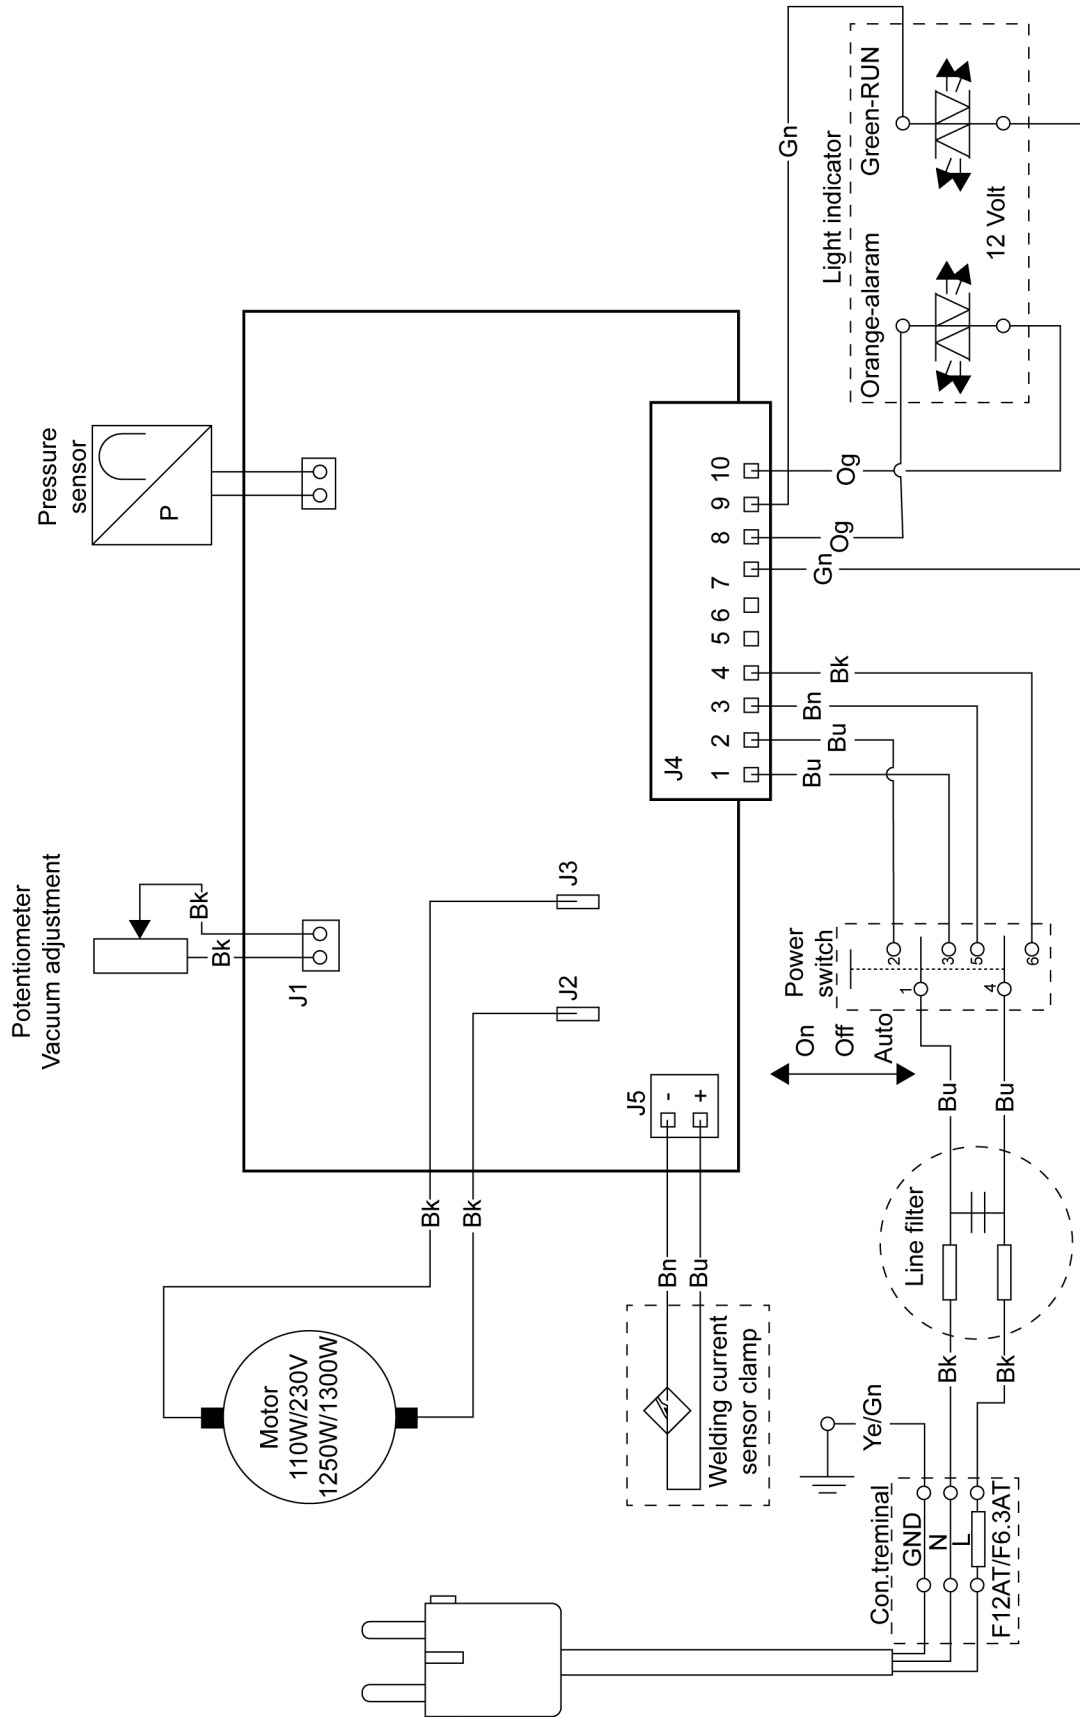 Potentiometer
Vacuum adjustment
Pressure
sensor
P
Bk
Bk
J1
J3
J2
Bk
Bk
Motor
110W/230V
1250W/1300W
J5
-
+
Bn
Bu
Welding current
sensor clamp
J4
1 2 3 4 5 6 7 8 9 10
Bu
Bu
Bn
Bk
Gn
Og
Og
Gn
Light indicator
Orange-alaram
Green-RUN
12 Volt
Power
switch
On
Off
Auto
1
2
3
4
5
6
Bu
Bu
Line filter
Bk
Bk
Ye/Gn
Con.treminal
GND
N
L
F12AT/F6.3AT